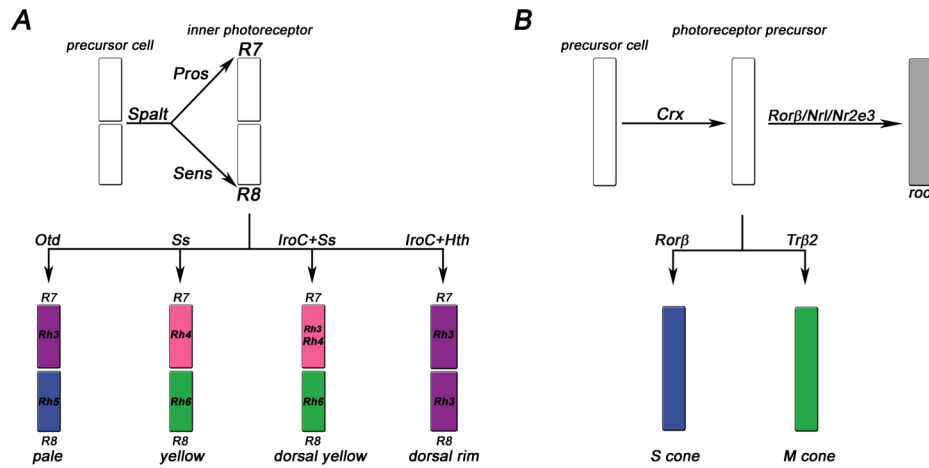 A
precursor cell
inner photoreceptor
R7
Pros
Spalt
Sens
R8
Otd
Ss
IroC+Ss
IroC+Hth
R7
R7
R7
R7
Rh3
Rh4
Rh3
Rh4
Rh3
Rh5
Rh6
Rh6
Rh3
R8
R8
R8
R8
pale
yellow
dorsal yellow
dorsal rim
B
precursor cell
photoreceptor precursor
Crx
Rorβ/Nrl/Nr2e3
rod
Rorβ
Trβ2
S cone
M cone